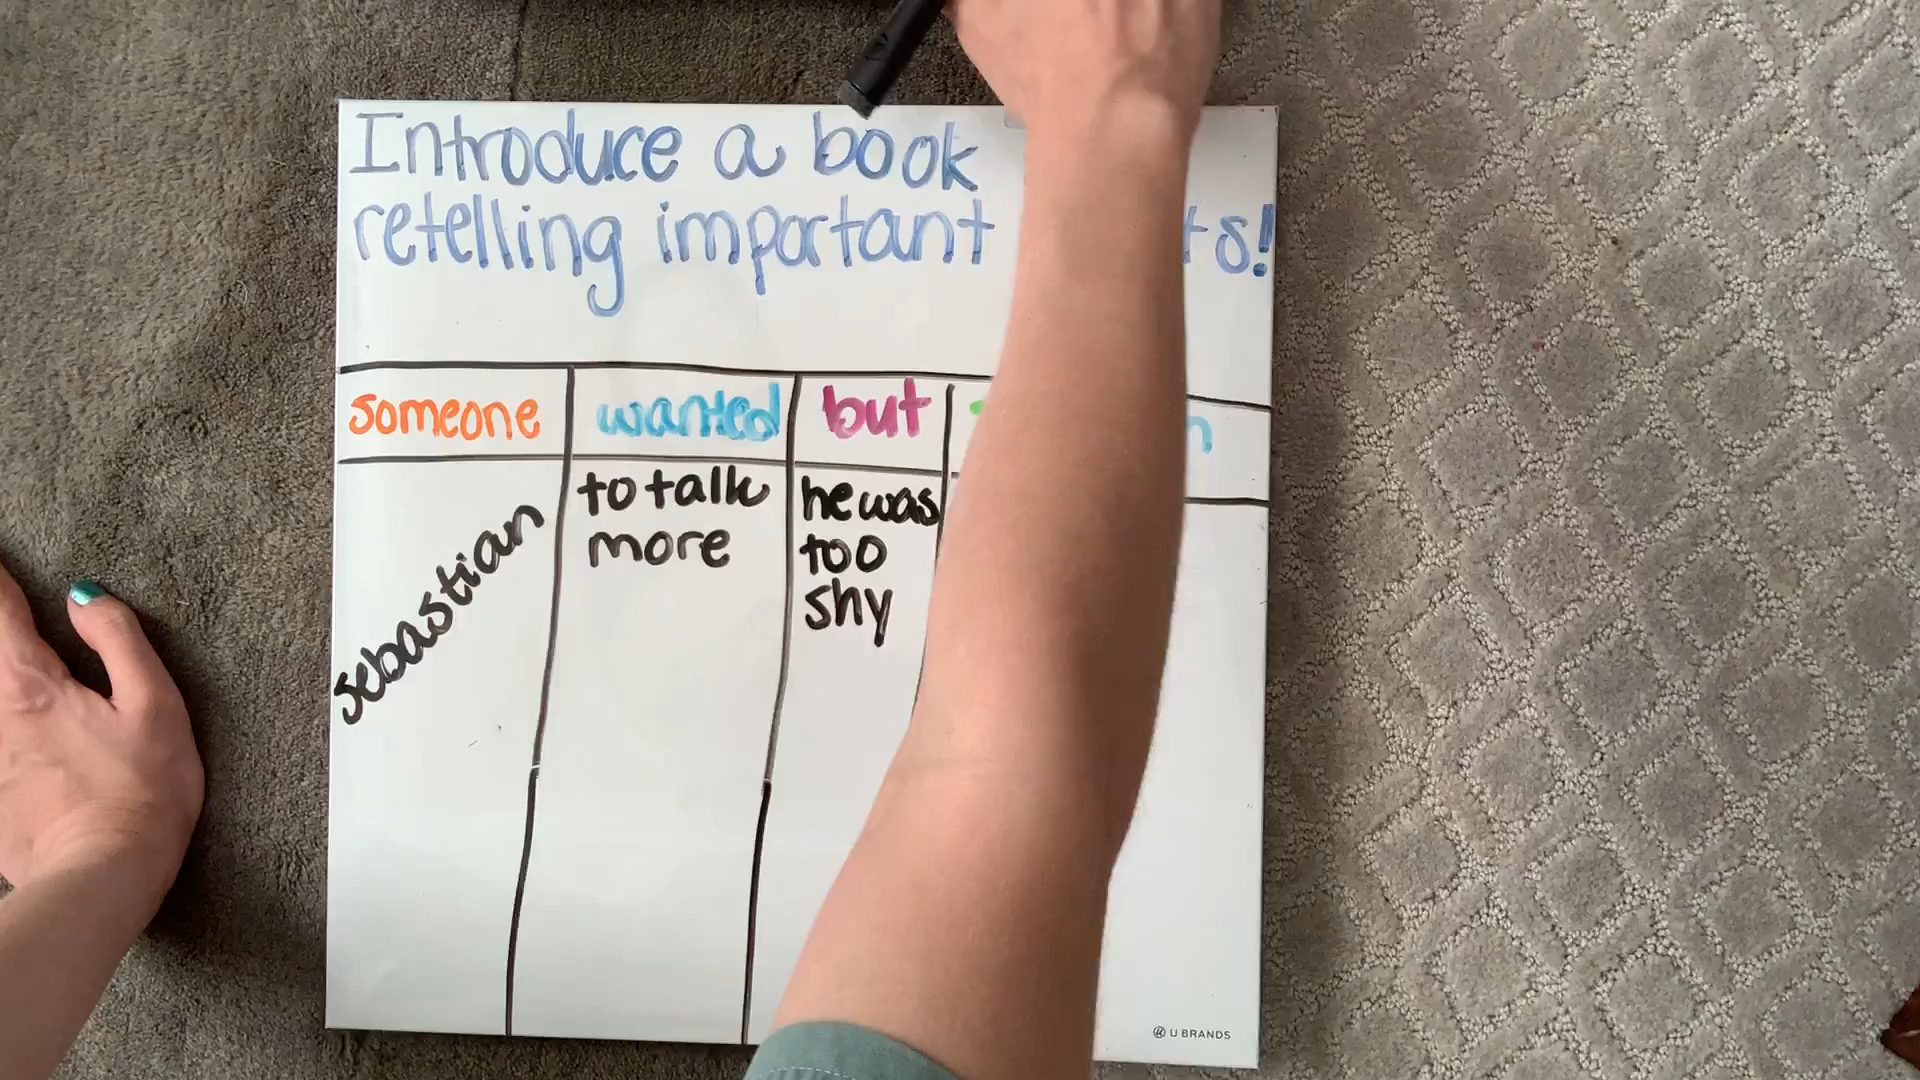 Introduce a book
retelling important
someone wanted but
sebastian
to talk
more
he was
too
shy
U BRANDS